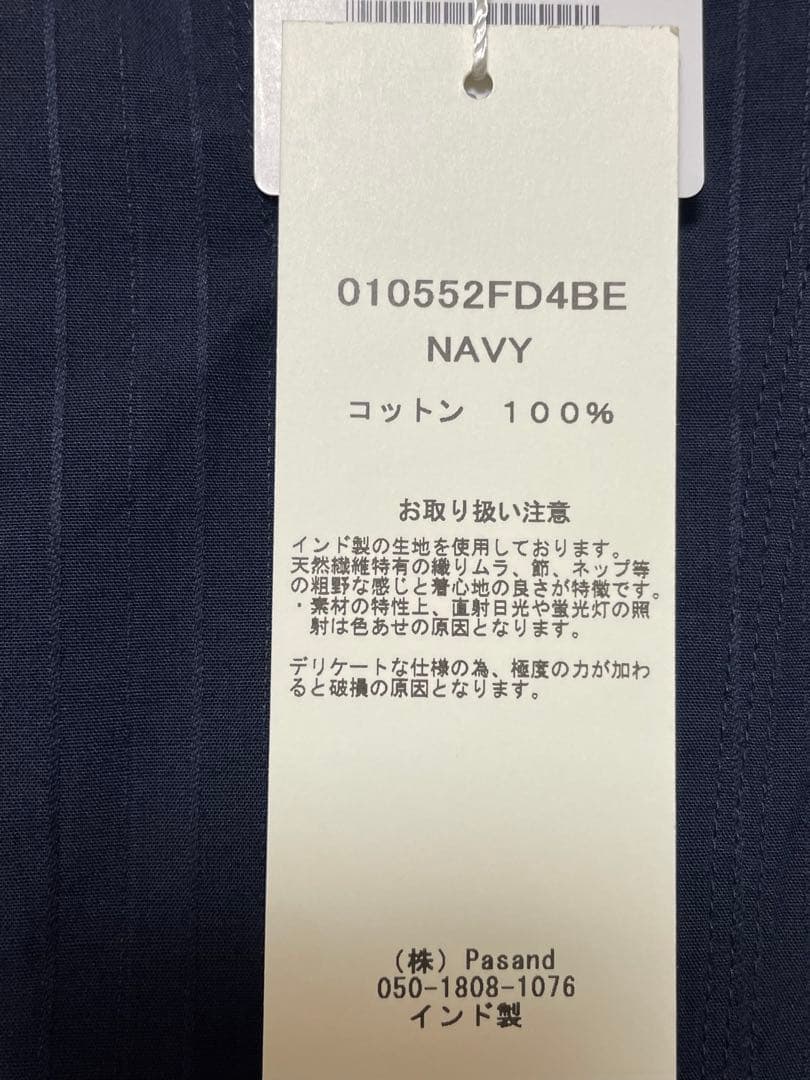 010552FD4BE
NAVY
コットン　１００％
お取り扱い注意
インド製の生地を使用しております。
天然繊維特有の織りムラ、節、ネップ等
の粗野な感じと着心地の良さが特徴です。
・素材の特性上、直射日光や蛍光灯の照
射は色あせの原因となります。
デリケートな仕様の為、極度の力が加わ
ると破損の原因となります。
（株）Pasand
050-1808-1076
インド製